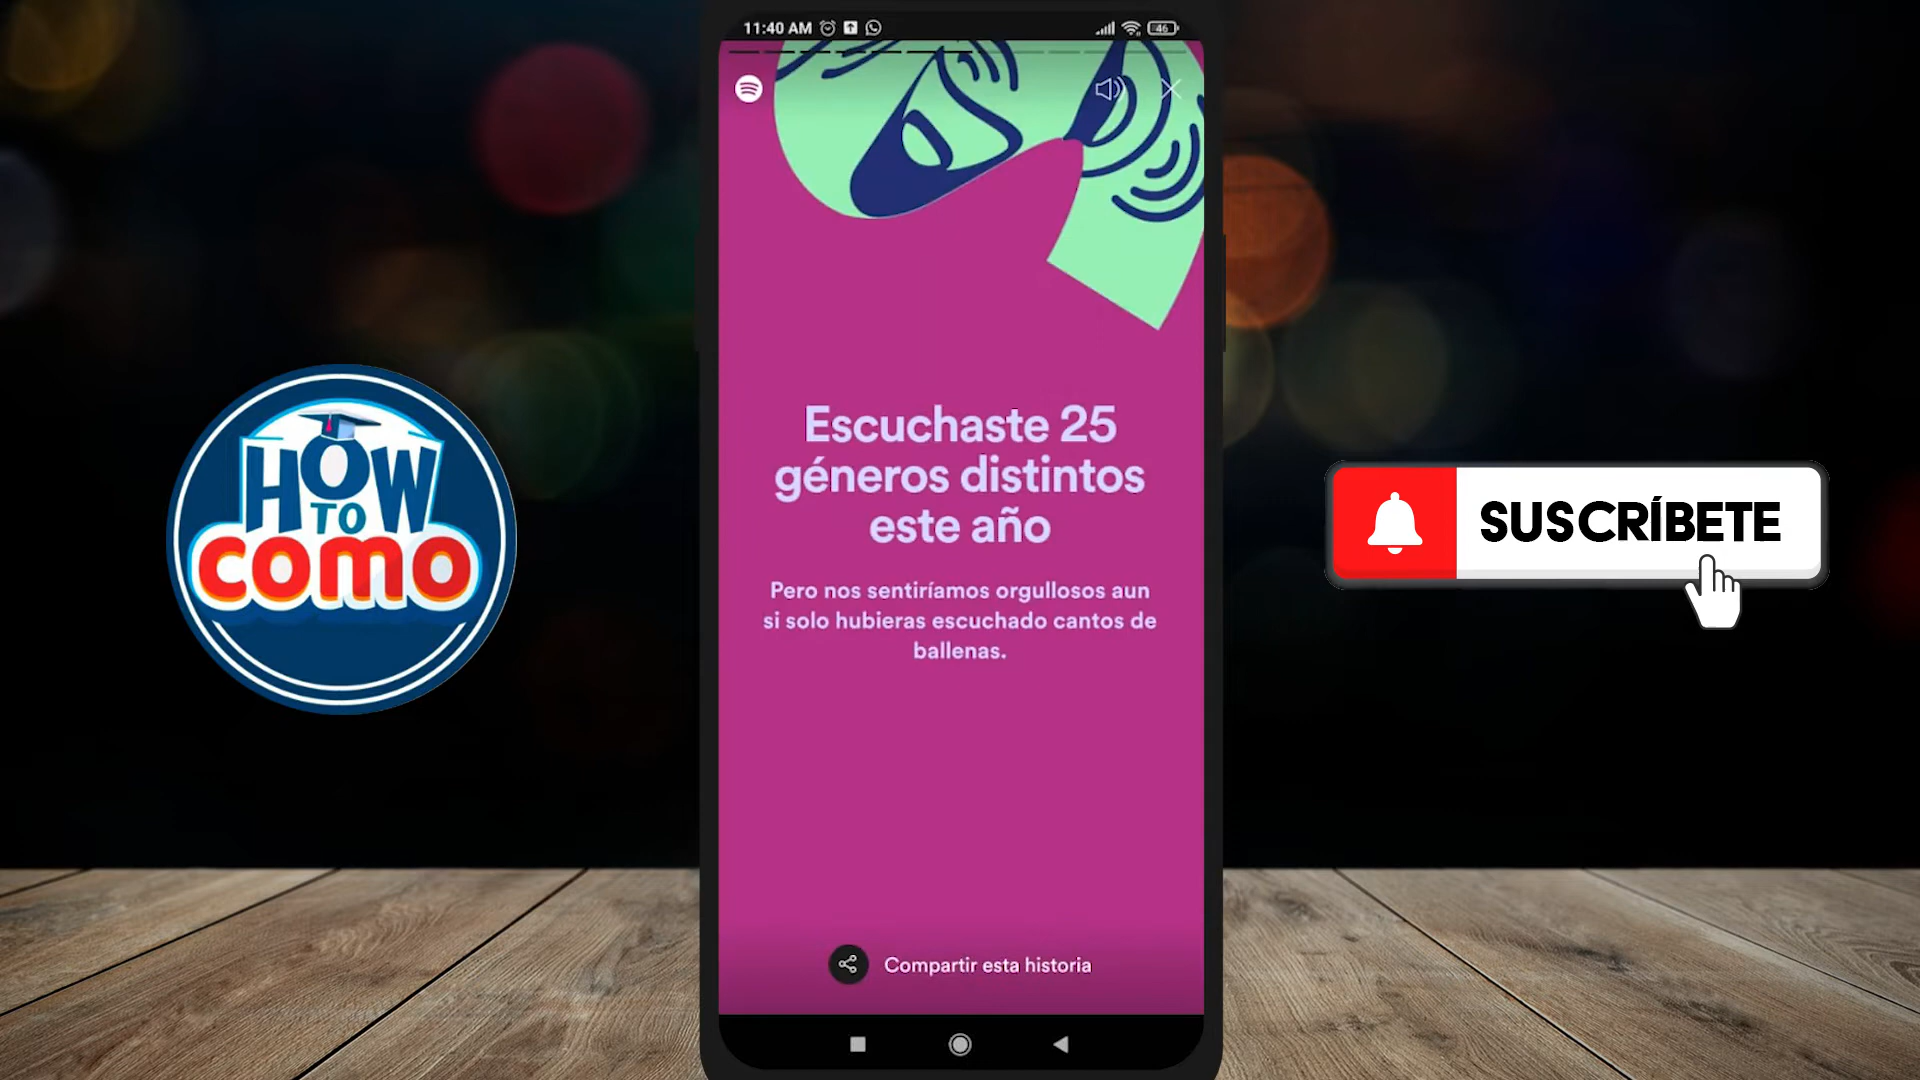 11:40 AM
46
HOW
TO
COMO
Escuchaste 25
géneros distintos
este año
Pero nos sentiríamos orgullosos aun
si solo hubieras escuchado cantos de
ballenas.
Compartir esta historia
SUSCRÍBETE